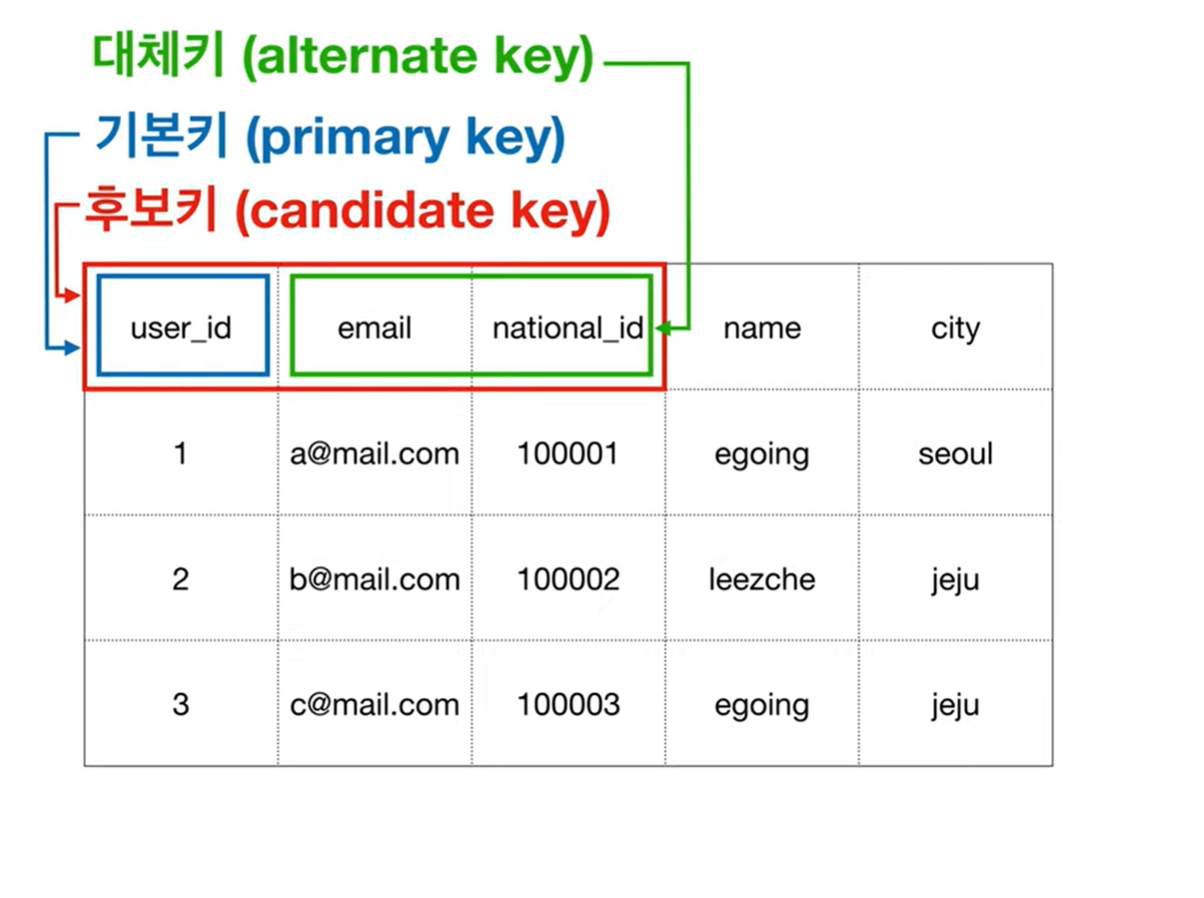 대체키 (alternate key)
기본키 (primary key)
후보키 (candidate key)
user_id email national_id name city
1 a@mail.com 100001 egoing seoul
2 b@mail.com 100002 leezche jeju
3 c@mail.com 100003 egoing jeju